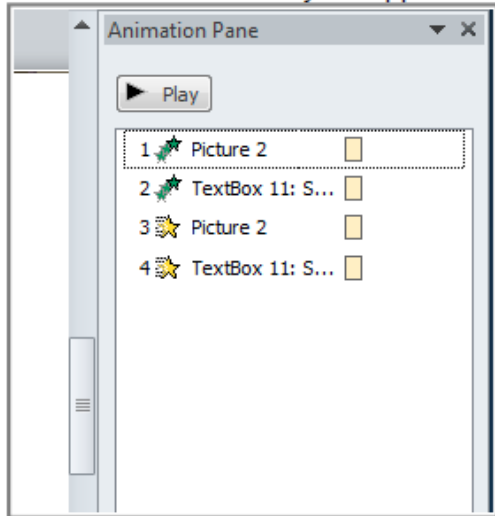 Animation Pane
Play
1 Picture 2
2 TextBox 11: S...
3 Picture 2
4 TextBox 11: S...